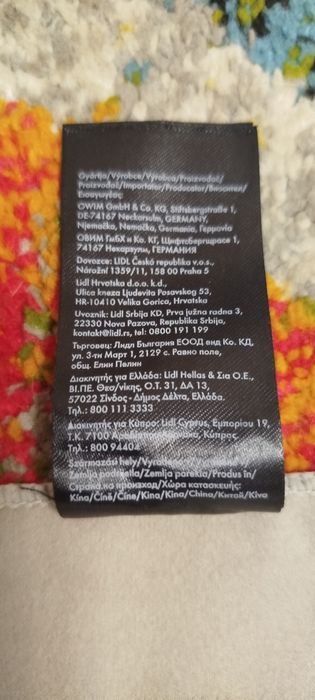 Gyártja/Výrobce/Výrobca/Proizvođač/
Proizvođač/Importator/Producator/Вносител/
Εισαγωγέας:
OWIM GmbH & Co. KG, Stiftsbergstraße 1,
DE-74167 Neckarsulm, GERMANY,
Njemačka, Nemačka, Germania, Γερμανία
ОВИМ ГмбХ и Ко. КГ, Щифтсбергщрасе 1,
74167 Некарзулм, ГЕРМАНИЯ
Dovozce: LIDL Česká republika v.o.s.,
Nárožní 1359/11, 158 00 Praha 5
Lidl Hrvatska d.o.o. k.d.,
Ulica kneza Ljudevita Posavskog 53,
HR-10410 Velika Gorica, Hrvatska
Uvoznik: Lidl Srbija KD, Prva južna radna 3,
22330 Nova Pazova, Republika Srbija,
kontakt@lidl.rs, tel: 0800 191 199
Търговец: Лидл България ЕООД енд Ко. КД,
ул. 3-ти Март 1, 2129 с. Равно поле,
общ. Елин Пелин
Διακινητής για Ελλάδα: Lidl Hellas & Σια Ο.Ε.,
ΒΙ.ΠΕ. Θεσ/νίκης, Ο.Τ. 31, ΔΑ 13,
57022 Σίνδος - Δήμος Δέλτα, Ελλάδα.
Τηλ.: 800 111 3333
Διακινητής για Κύπρο: Lidl Cyprus, Εμπορίου 19,
Τ.Κ. 7100 Λάρνακα, Κύπρος.
Τηλ.: 800 94404
Származási hely/Vyrobeno
Zemlja podrijetla/Zemlja porekla/Produs în/
Страна на произход/Χώρα κατασκευής:
Kína/Čína/Čína/Kina/Kina/China/Китай/Κίνα